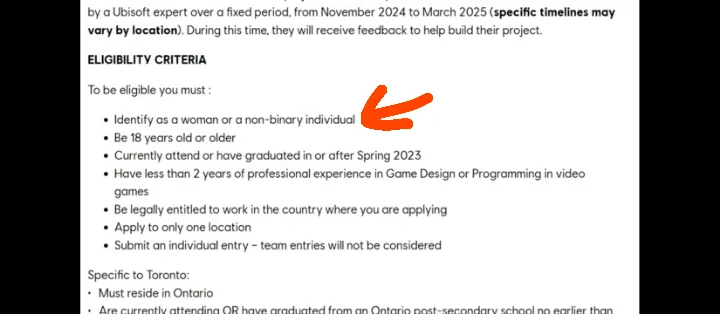 by a Ubisoft expert over a fixed period, from November 2024 to March 2025 (specific timelines may
vary by location). During this time, they will receive feedback to help build their project.
ELIGIBILITY CRITERIA
To be eligible you must :
• Identify as a woman or a non-binary individual
• Be 18 years old or older
• Currently attend or have graduated in or after Spring 2023
• Have less than 2 years of professional experience in Game Design or Programming in video
games
• Be legally entitled to work in the country where you are applying
• Apply to only one location
• Submit an individual entry – team entries will not be considered
Specific to Toronto:
• Must reside in Ontario
• Are currently attending OR have graduated from an Ontario post-secondary school no earlier than